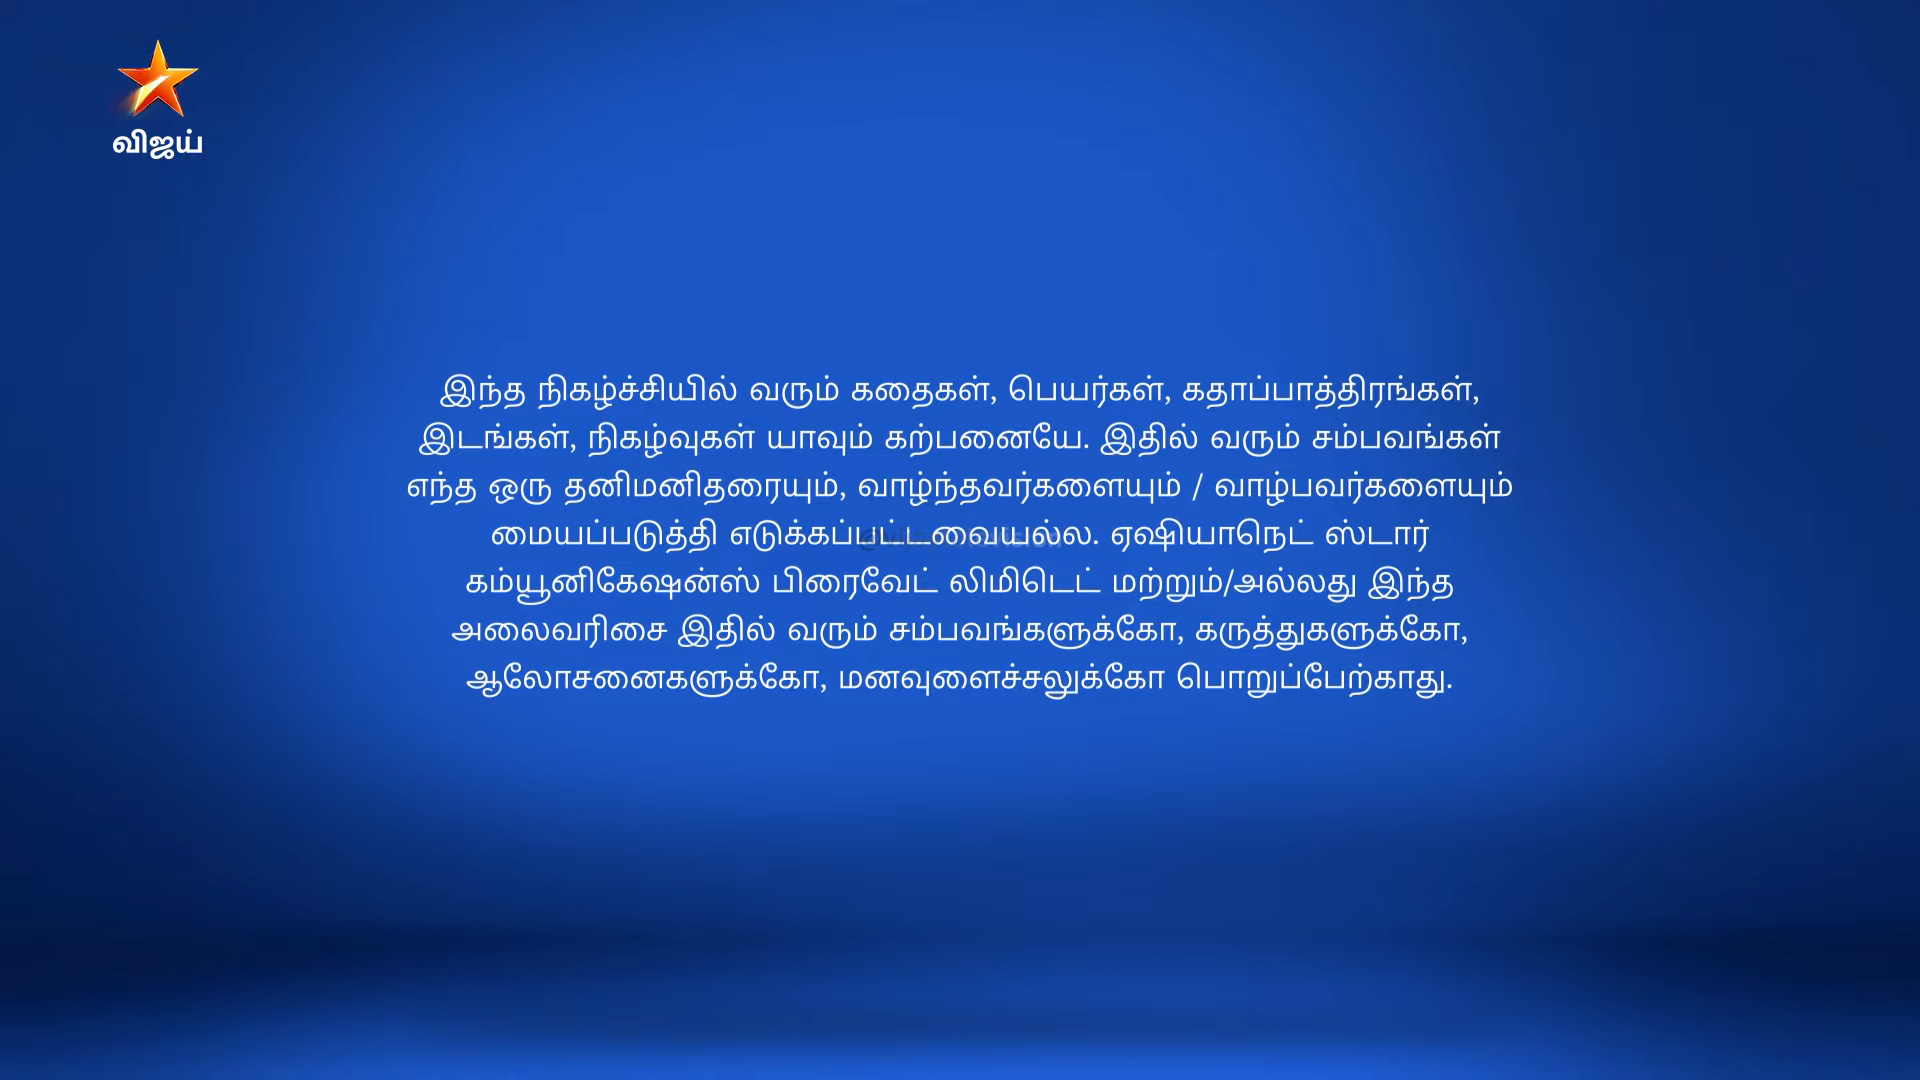 விஜய்
இந்த நிகழ்ச்சியில் வரும் கதைகள், பெயர்கள், கதாப்பாத்திரங்கள்,
இடங்கள், நிகழ்வுகள் யாவும் கற்பனையே. இதில் வரும் சம்பவங்கள்
எந்த ஒரு தனிமனிதரையும், வாழ்ந்தவர்களையும் / வாழ்பவர்களையும்
மையப்படுத்தி எடுக்கப்பட்டவையல்ல. ஏஷியாநெட் ஸ்டார்
கம்யூனிகேஷன்ஸ் பிரைவேட் லிமிடெட் மற்றும்/அல்லது இந்த
அலைவரிசை இதில் வரும் சம்பவங்களுக்கோ, கருத்துகளுக்கோ,
ஆலோசனைகளுக்கோ, மனவுளைச்சலுக்கோ பொறுப்பேற்காது.